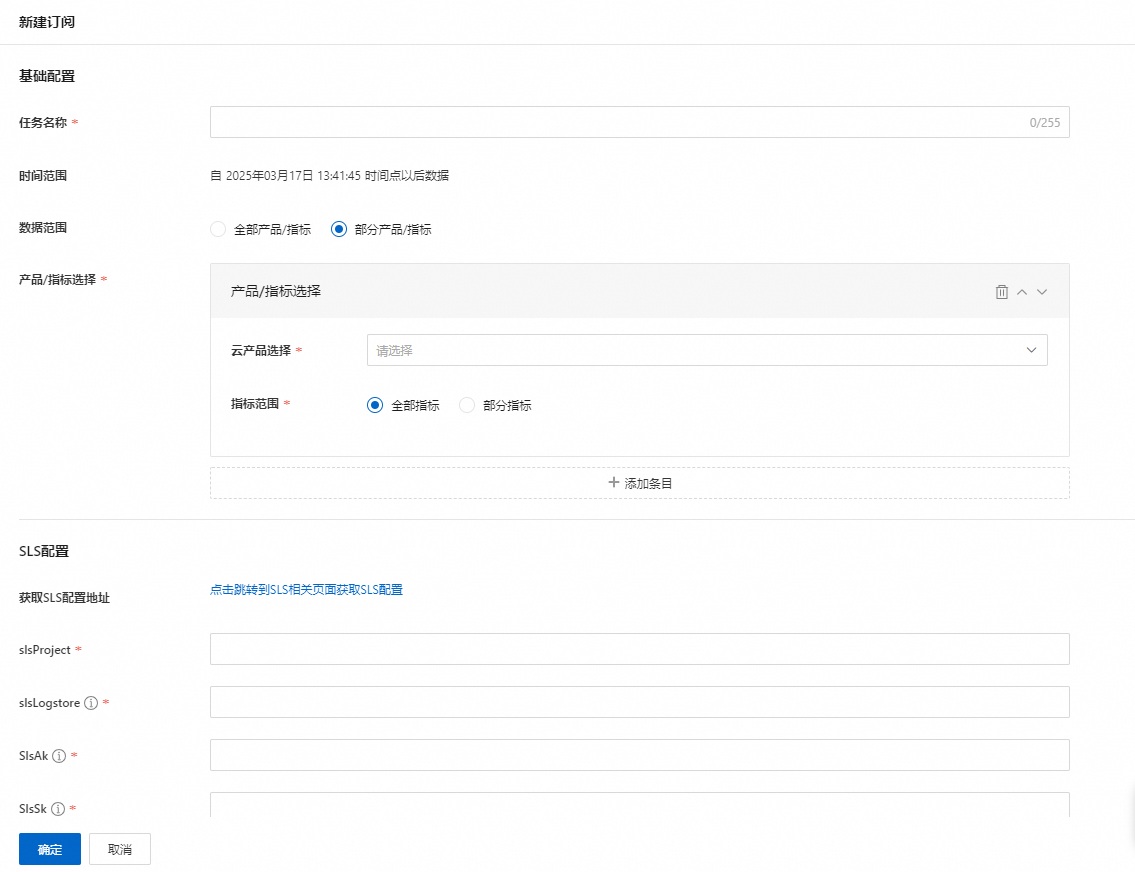 新建订阅
基础配置
任务名称 *
0/255
时间范围
自 2025年03月17日 13:41:45 时间点以后数据
数据范围
全部产品/指标 部分产品/指标
产品/指标选择 *
产品/指标选择
云产品选择 *
请选择
指标范围 *
全部指标 部分指标
添加条目
SLS配置
获取SLS配置地址
点击跳转到SLS相关页面获取SLS配置
slsProject *
slsLogstore *
SlsAk *
SlsSk *
确定 取消